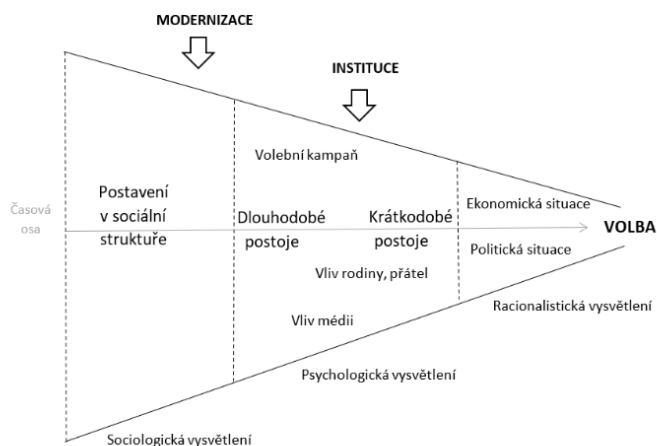 MODERNIZACE
INSTITUCE
Volební kampaň
Postavení
v sociální
struktuře
Časová
osa
Dlouhodobé
postoje
Krátkodobé
postoje
Ekonomická situace
VOLBA
Politická situace
Vliv rodiny, přátel
Vliv médii
Racionalistická vysvětlení
Psychologická vysvětlení
Sociologická vysvětlení